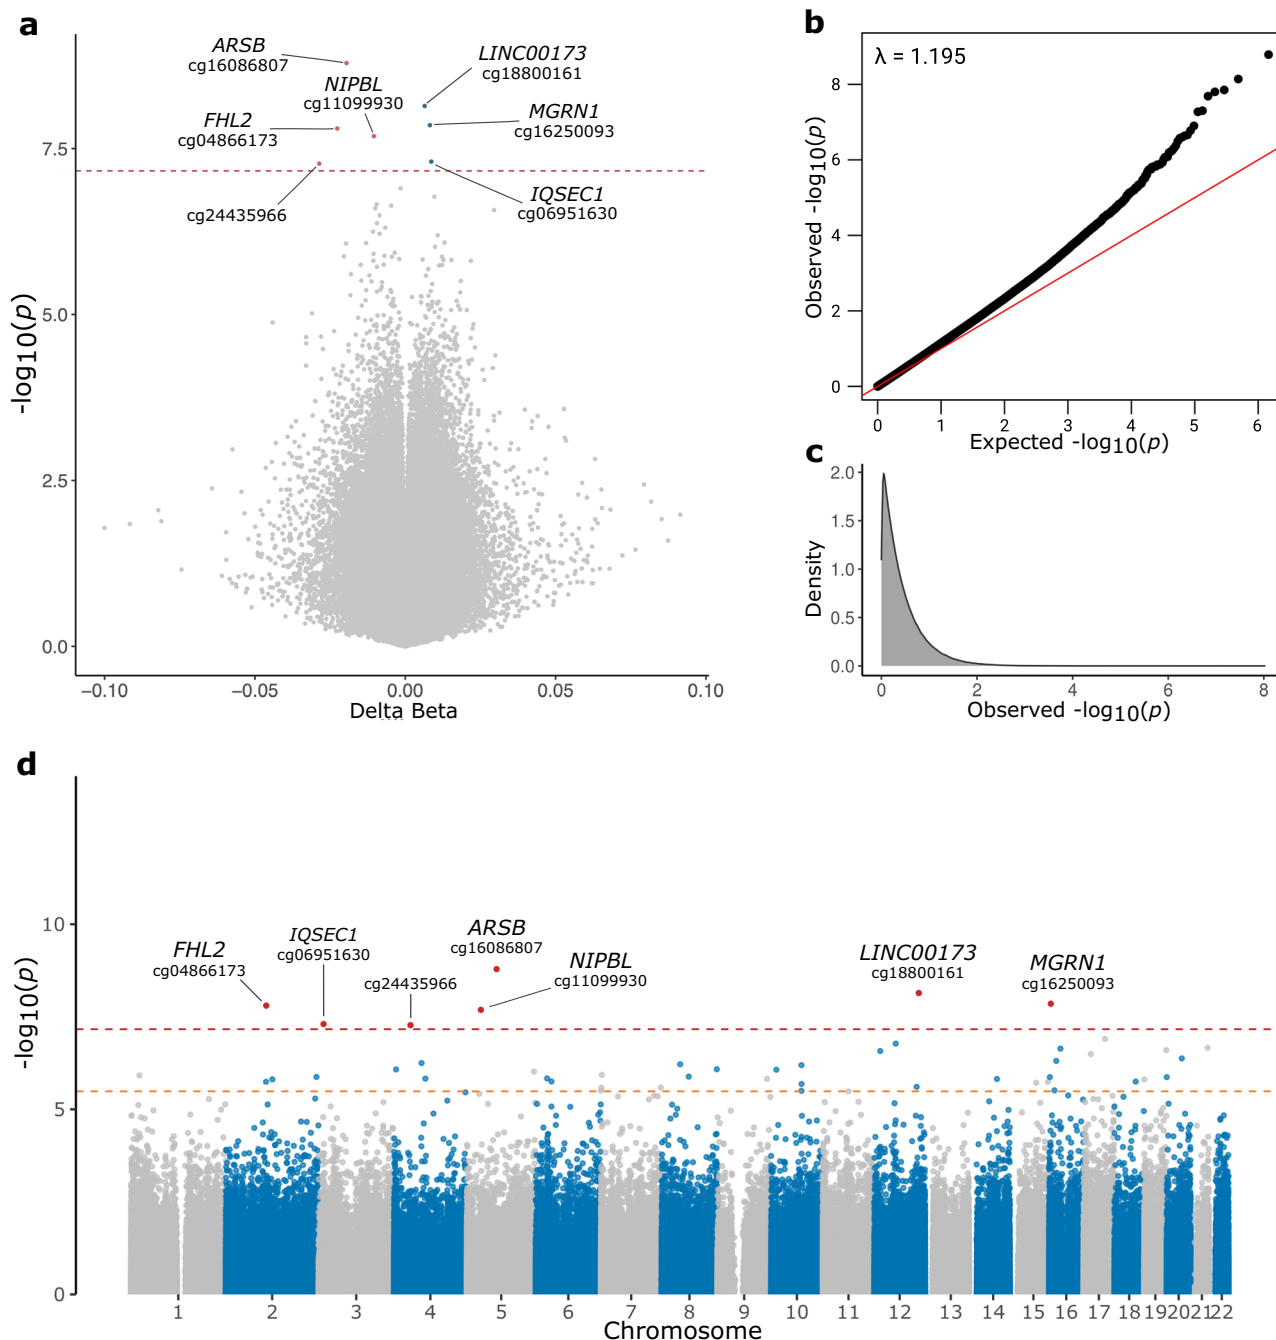 a
ARSB
cg16086807
NIPBL
cg11099930
FHL2
cg04866173
cg24435966
LINC00173
cg18800161
MGRN1
cg16250093
IQSEC1
cg06951630
-log10(p)
7.5
5.0
2.5
0.0
−0.10
−0.05
0.00
0.05
0.10
Delta Beta
b
λ = 1.195
Observed -log10(p)
8
6
4
2
0
0
1
2
3
4
5
6
Expected -log10(p)
c
Density
2.0
1.5
1.0
0.5
0.0
0
2
4
6
8
Observed -log10(p)
d
-log10(p)
10
5
0
FHL2
cg04866173
IQSEC1
cg06951630
cg24435966
ARSB
cg16086807
NIPBL
cg11099930
LINC00173
cg18800161
MGRN1
cg16250093
1
2
3
4
5
6
7
8
9
10
11
12
13
14
15
16
17
18
19
20
21
22
Chromosome